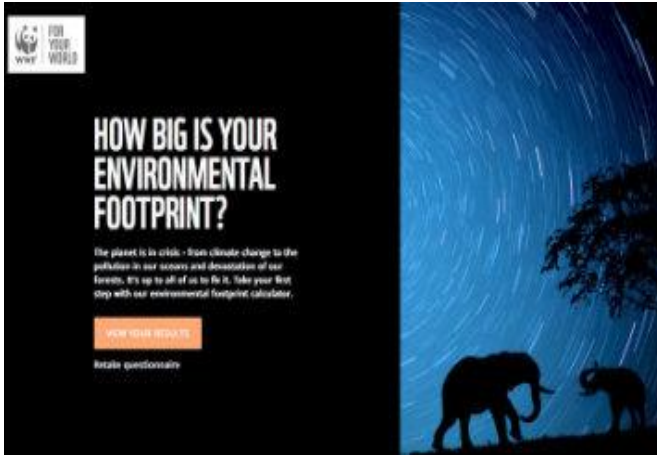 WWF
FOR
YOUR
WORLD
HOW BIG IS YOUR
ENVIRONMENTAL
FOOTPRINT?
The planet is in crisis - from climate change to the
pollution in our oceans and devastation of our
forests. It's up to all of us to fix it. Take your first
step with our environmental footprint calculator.
VIEW YOUR RESULTS
Retake questionnaire